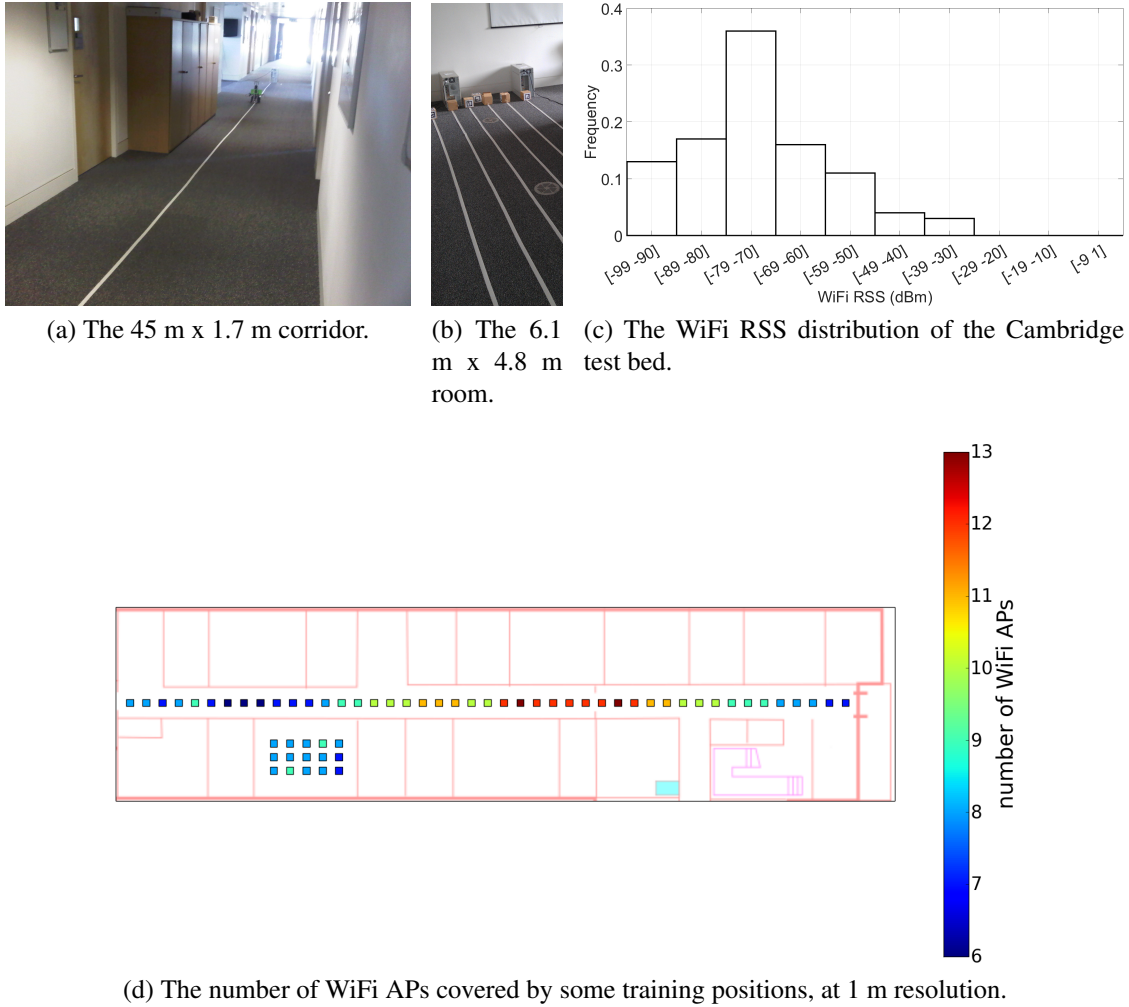 0.4
0.3
0.2
0.1
0
Frequency
[-99 -90]
[-89 -80]
[-79 -70]
[-69 -60]
[-59 -50]
[-49 -40]
[-39 -30]
[-29 -20]
[-19 -10]
[-9 1]
WiFi RSS (dBm)
(a) The 45 m x 1.7 m corridor.
(b) The 6.1
m x 4.8 m
room.
(c) The WiFi RSS distribution of the Cambridge
test bed.
13
12
11
10
9
8
7
6
number of WiFi APs
(d) The number of WiFi APs covered by some training positions, at 1 m resolution.